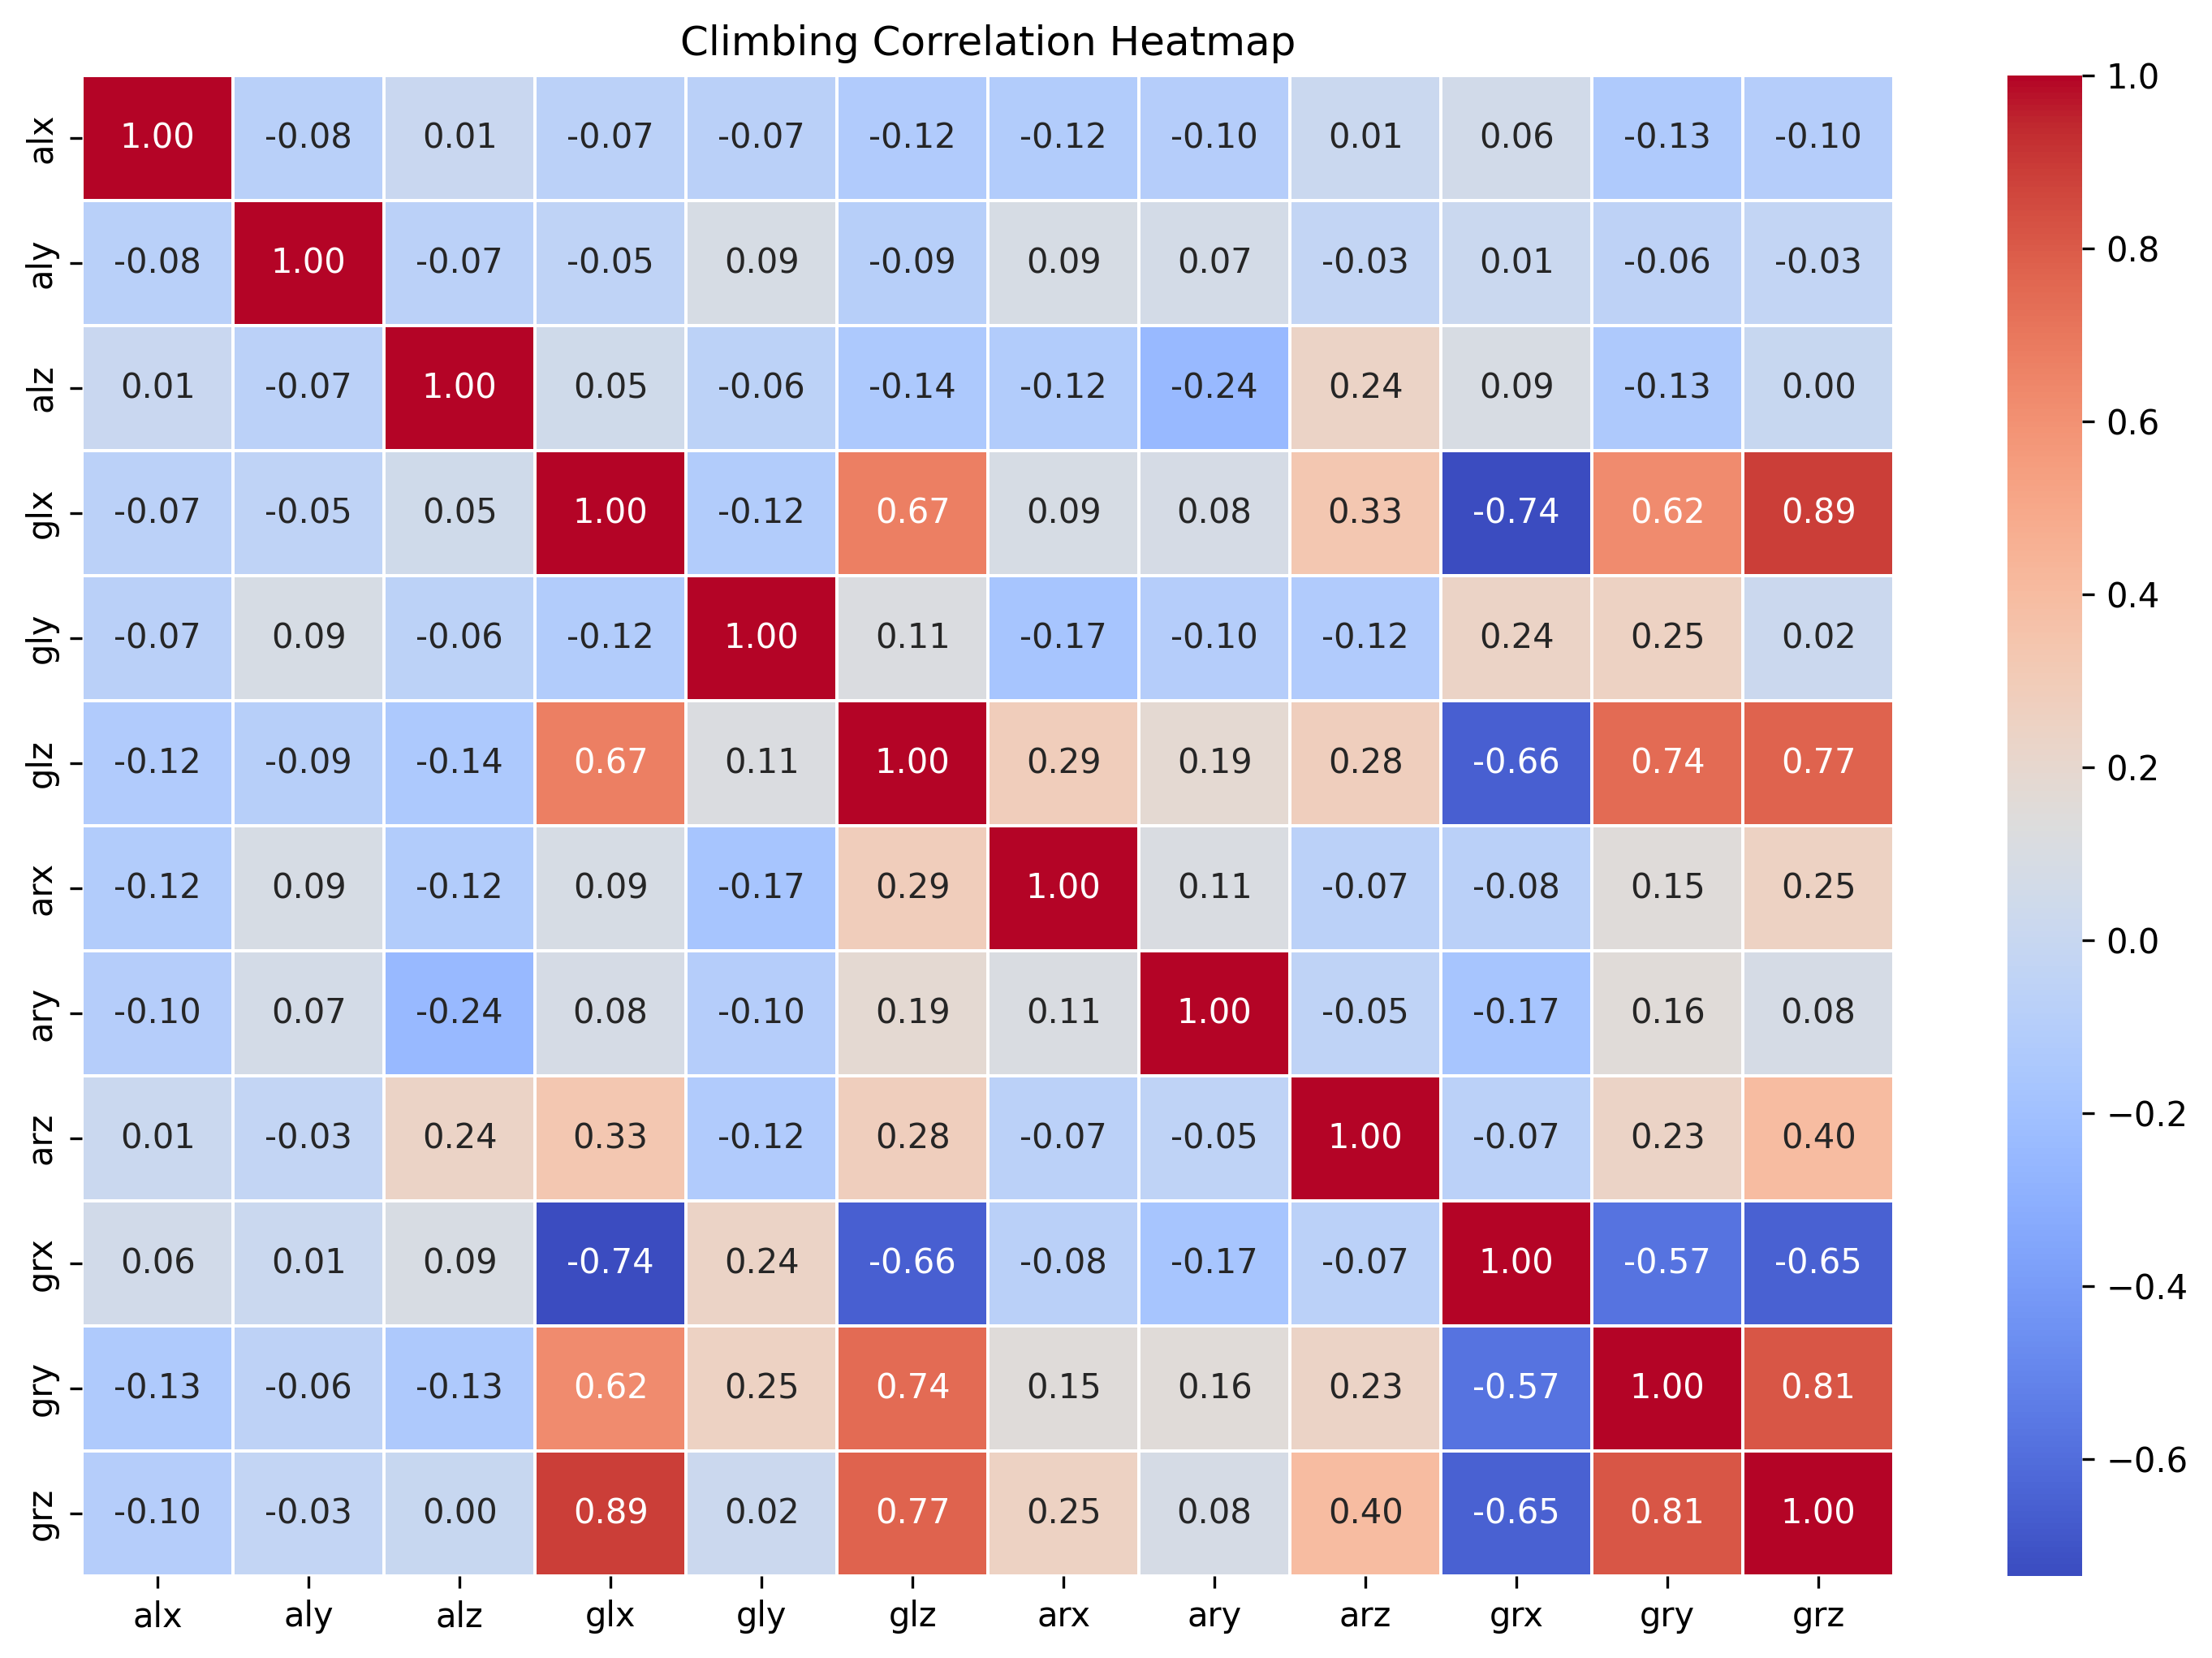 Climbing Correlation Heatmap
alx 1.00 -0.08 0.01 -0.07 -0.07 -0.12 -0.12 -0.10 0.01 0.06 -0.13 -0.10
aly -0.08 1.00 -0.07 -0.05 0.09 -0.09 0.09 0.07 -0.03 0.01 -0.06 -0.03
alz 0.01 -0.07 1.00 0.05 -0.06 -0.14 -0.12 -0.24 0.24 0.09 -0.13 0.00
glx -0.07 -0.05 0.05 1.00 -0.12 0.67 0.09 0.08 0.33 -0.74 0.62 0.89
gly -0.07 0.09 -0.06 -0.12 1.00 0.11 -0.17 -0.10 -0.12 0.24 0.25 0.02
glz -0.12 -0.09 -0.14 0.67 0.11 1.00 0.29 0.19 0.28 -0.66 0.74 0.77
arx -0.12 0.09 -0.12 0.09 -0.17 0.29 1.00 0.11 -0.07 -0.08 0.15 0.25
ary -0.10 0.07 -0.24 0.08 -0.10 0.19 0.11 1.00 -0.05 -0.17 0.16 0.08
arz 0.01 -0.03 0.24 0.33 -0.12 0.28 -0.07 -0.05 1.00 -0.07 0.23 0.40
grx 0.06 0.01 0.09 -0.74 0.24 -0.66 -0.08 -0.17 -0.07 1.00 -0.57 -0.65
gry -0.13 -0.06 -0.13 0.62 0.25 0.74 0.15 0.16 0.23 -0.57 1.00 0.81
grz -0.10 -0.03 0.00 0.89 0.02 0.77 0.25 0.08 0.40 -0.65 0.81 1.00
alx aly alz glx gly glz arx ary arz grx gry grz
1.0
0.8
0.6
0.4
0.2
0.0
−0.2
−0.4
−0.6